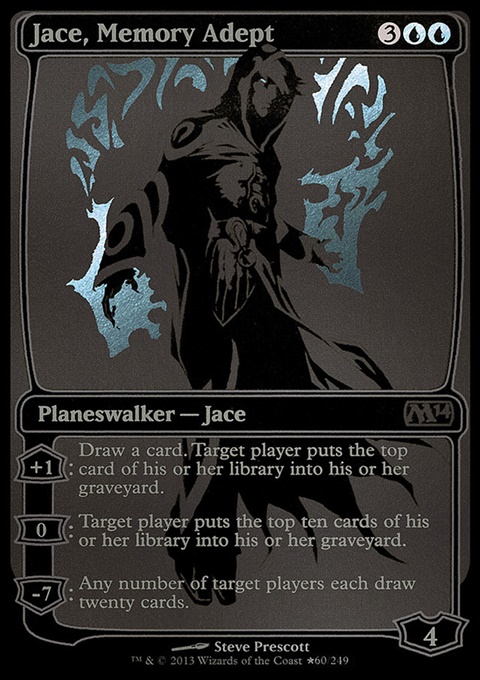 Jace, Memory Adept 3
Planeswalker — Jace M14
+1: Draw a card. Target player puts the top
card of his or her library into his or her
graveyard.
0: Target player puts the top ten cards of his
or her library into his or her graveyard.
-7: Any number of target players each draw
twenty cards.
4
Steve Prescott
™ & © 2013 Wizards of the Coast ★60/249